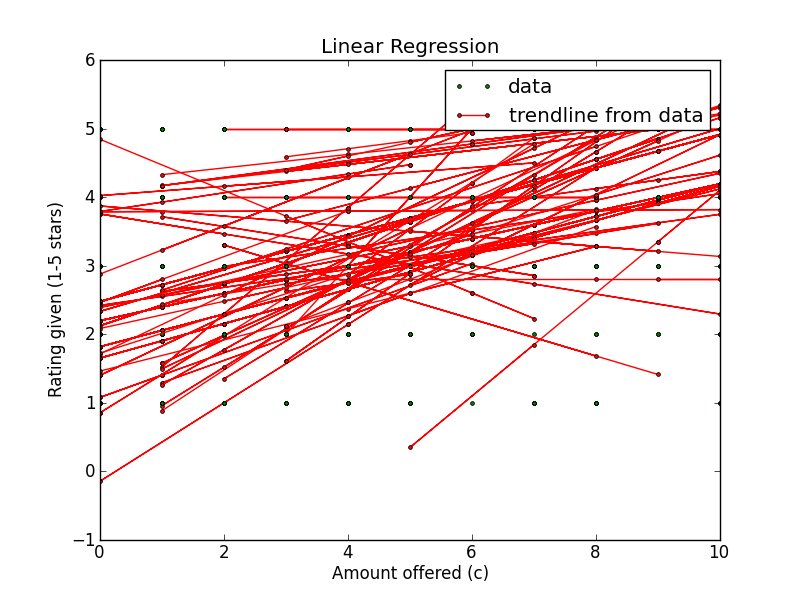 Linear Regression
data
trendline from data
6
5
4
3
2
1
0
−1
Rating given (1-5 stars)
0 2 4 6 8 10
Amount offered (c)